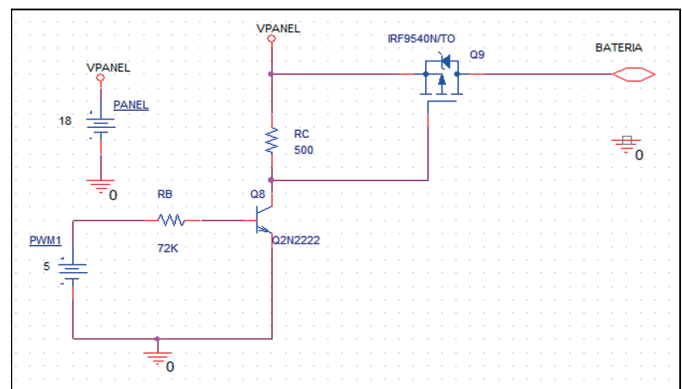 VPANEL
IRF9540N/TO
Q9
BATERIA
VPANEL
PANEL
18
RC
500
0
0
RB
Q8
PWM1
72K
Q2N2222
5
0